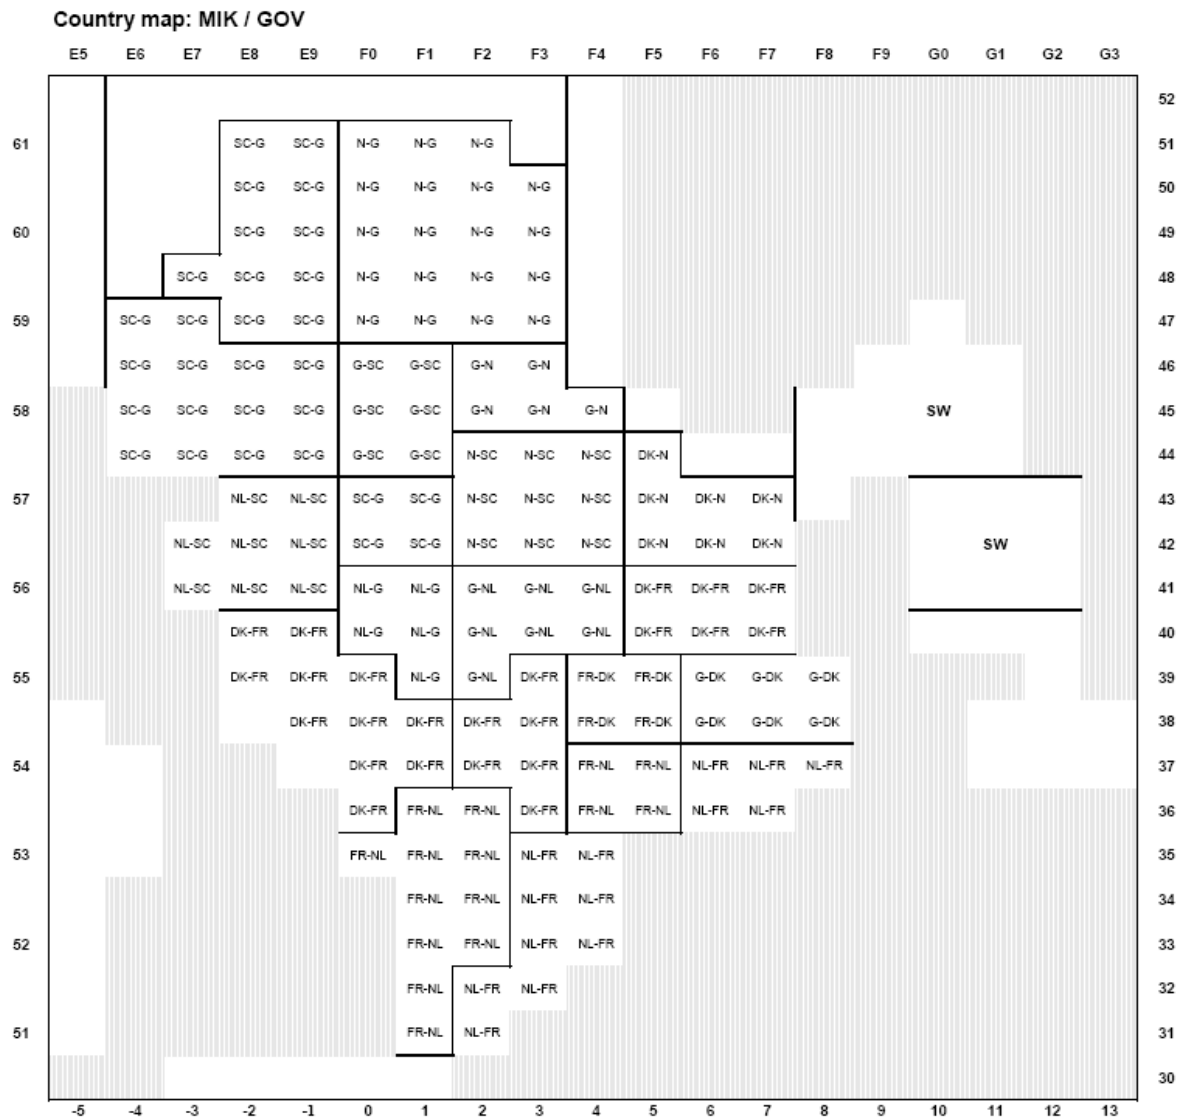 Country map: MIK / GOV
E5 E6 E7 E8 E9 F0 F1 F2 F3 F4 F5 F6 F7 F8 F9 G0 G1 G2 G3
52
61 SC-G SC-G N-G N-G N-G 51
SC-G SC-G N-G N-G N-G N-G 50
60 SC-G SC-G N-G N-G N-G N-G 49
SC-G SC-G SC-G N-G N-G N-G N-G 48
59 SC-G SC-G SC-G SC-G N-G N-G N-G N-G 47
SC-G SC-G SC-G SC-G G-SC G-SC G-N G-N 46
58 SC-G SC-G SC-G SC-G G-SC G-SC G-N G-N G-N SW 45
SC-G SC-G SC-G SC-G G-SC G-SC N-SC N-SC N-SC DK-N 44
57 NL-SC NL-SC SC-G SC-G N-SC N-SC N-SC DK-N DK-N DK-N 43
NL-SC NL-SC NL-SC SC-G SC-G N-SC N-SC N-SC DK-N DK-N DK-N SW 42
56 NL-SC NL-SC NL-SC NL-G NL-G G-NL G-NL G-NL DK-FR DK-FR DK-FR 41
DK-FR DK-FR NL-G NL-G G-NL G-NL G-NL DK-FR DK-FR DK-FR 40
55 DK-FR DK-FR DK-FR NL-G G-NL DK-FR FR-DK FR-DK G-DK G-DK G-DK 39
DK-FR DK-FR DK-FR DK-FR DK-FR FR-DK FR-DK G-DK G-DK G-DK 38
54 DK-FR DK-FR DK-FR DK-FR FR-NL FR-NL NL-FR NL-FR NL-FR 37
DK-FR FR-NL FR-NL DK-FR FR-NL FR-NL NL-FR NL-FR 36
53 FR-NL FR-NL FR-NL NL-FR NL-FR 35
FR-NL FR-NL NL-FR NL-FR 34
52 FR-NL FR-NL NL-FR NL-FR 33
FR-NL NL-FR NL-FR 32
51 FR-NL NL-FR 31
30
-5 -4 -3 -2 -1 0 1 2 3 4 5 6 7 8 9 10 11 12 13